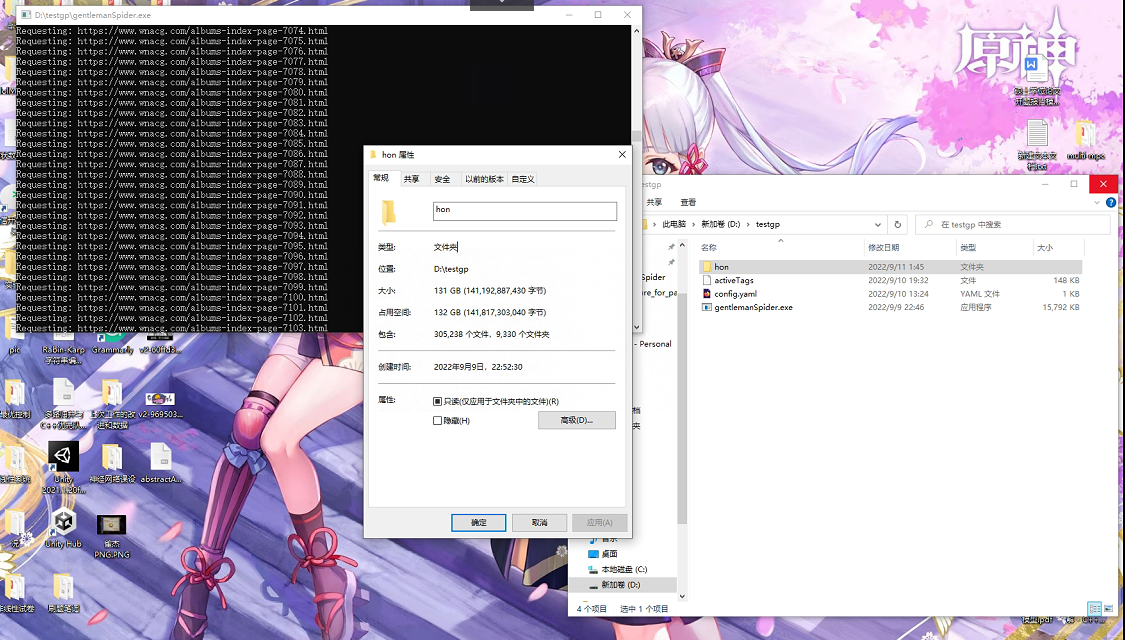 D:\testgp\gentlemanSpider.exe
Requesting: https://www.wnacg.com/albums-index-page-7074.html
Requesting: https://www.wnacg.com/albums-index-page-7075.html
Requesting: https://www.wnacg.com/albums-index-page-7076.html
Requesting: https://www.wnacg.com/albums-index-page-7077.html
Requesting: https://www.wnacg.com/albums-index-page-7078.html
Requesting: https://www.wnacg.com/albums-index-page-7079.html
Requesting: https://www.wnacg.com/albums-index-page-7080.html
Requesting: https://www.wnacg.com/albums-index-page-7081.html
Requesting: https://www.wnacg.com/albums-index-page-7082.html
Requesting: https://www.wnacg.com/albums-index-page-7083.html
Requesting: https://www.wnacg.com/albums-index-page-7084.html
Requesting: https://www.wnacg.com/albums-index-page-7085.html
Requesting: https://www.wnacg.com/albums-index-page-7086.html
Requesting: https://www.wnacg.com/albums-index-page-7087.html
Requesting: https://www.wnacg.com/albums-index-page-7088.html
Requesting: https://www.wnacg.com/albums-index-page-7089.html
Requesting: https://www.wnacg.com/albums-index-page-7090.html
Requesting: https://www.wnacg.com/albums-index-page-7091.html
Requesting: https://www.wnacg.com/albums-index-page-7092.html
Requesting: https://www.wnacg.com/albums-index-page-7093.html
Requesting: https://www.wnacg.com/albums-index-page-7094.html
Requesting: https://www.wnacg.com/albums-index-page-7095.html
Requesting: https://www.wnacg.com/albums-index-page-7096.html
Requesting: https://www.wnacg.com/albums-index-page-7097.html
Requesting: https://www.wnacg.com/albums-index-page-7098.html
Requesting: https://www.wnacg.com/albums-index-page-7099.html
Requesting: https://www.wnacg.com/albums-index-page-7100.html
Requesting: https://www.wnacg.com/albums-index-page-7101.html
Requesting: https://www.wnacg.com/albums-index-page-7102.html
Requesting: https://www.wnacg.com/albums-index-page-7103.html
hon 属性
常规 共享 安全 以前的版本 自定义
hon
类型: 文件夹
位置: D:\testgp
大小: 131 GB (141,192,887,430 字节)
占用空间: 132 GB (141,817,303,040 字节)
包含: 305,238 个文件，9,330 个文件夹
创建时间: 2022年9月9日，22:52:30
属性: 只读(仅应用于文件夹中的文件)(R)
隐藏(H) 高级(D)...
确定 取消 应用(A)
原神
multi-mpc
estgp
共享 查看
此电脑 › 新加卷 (D:) › testgp
在 testgp 中搜索
名称 修改日期 类型 大小
hon 2022/9/11 1:45 文件夹
activeTags 2022/9/10 19:32 文件 148 KB
config.yaml 2022/9/10 13:24 YAML 文件 1 KB
gentlemanSpider.exe 2022/9/9 22:46 应用程序 15,792 KB
Spider
re_for_pa
- Personal
档
夹
音乐
桌面
本地磁盘 (C:)
新加卷 (D:)
4 个项目 选中 1 个项目
pic
Rabin-Karp
Grammarly
v2-60ffd3...
v2-969503...
Unity
2021.1.20f...
abstractA...
Unity Hub
PNG.PNG